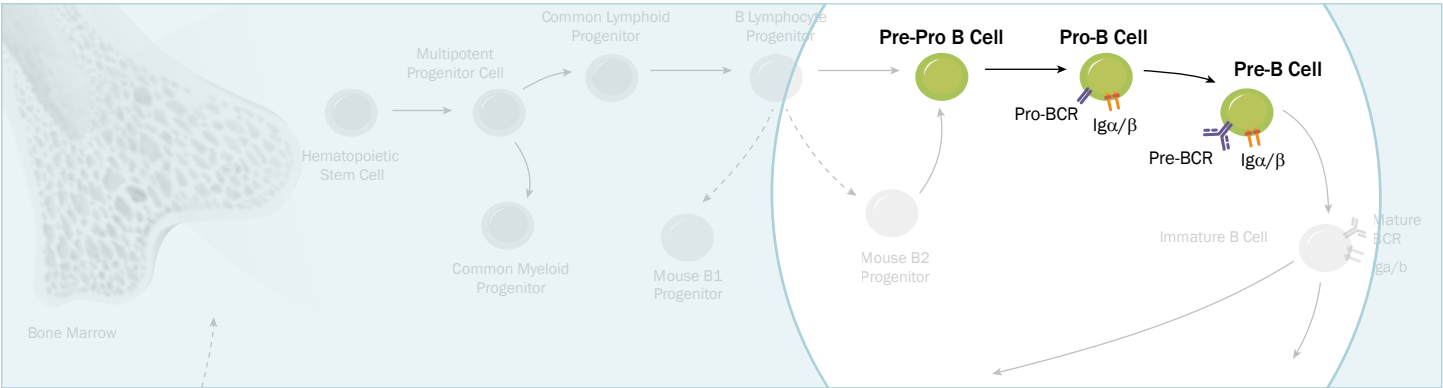 Common Lymphoid
Progenitor
B Lymphocyte
Progenitor
Multipotent
Progenitor Cell
Pre-Pro B Cell
Pro-B Cell
Pre-B Cell
Pro-BCR
Igα/β
Pre-BCR
Igα/β
Hematopoietic
Stem Cell
Common Myeloid
Progenitor
Mouse B1
Progenitor
Mouse B2
Progenitor
Immature B Cell
Mature
BCR
Iga/b
Bone Marrow